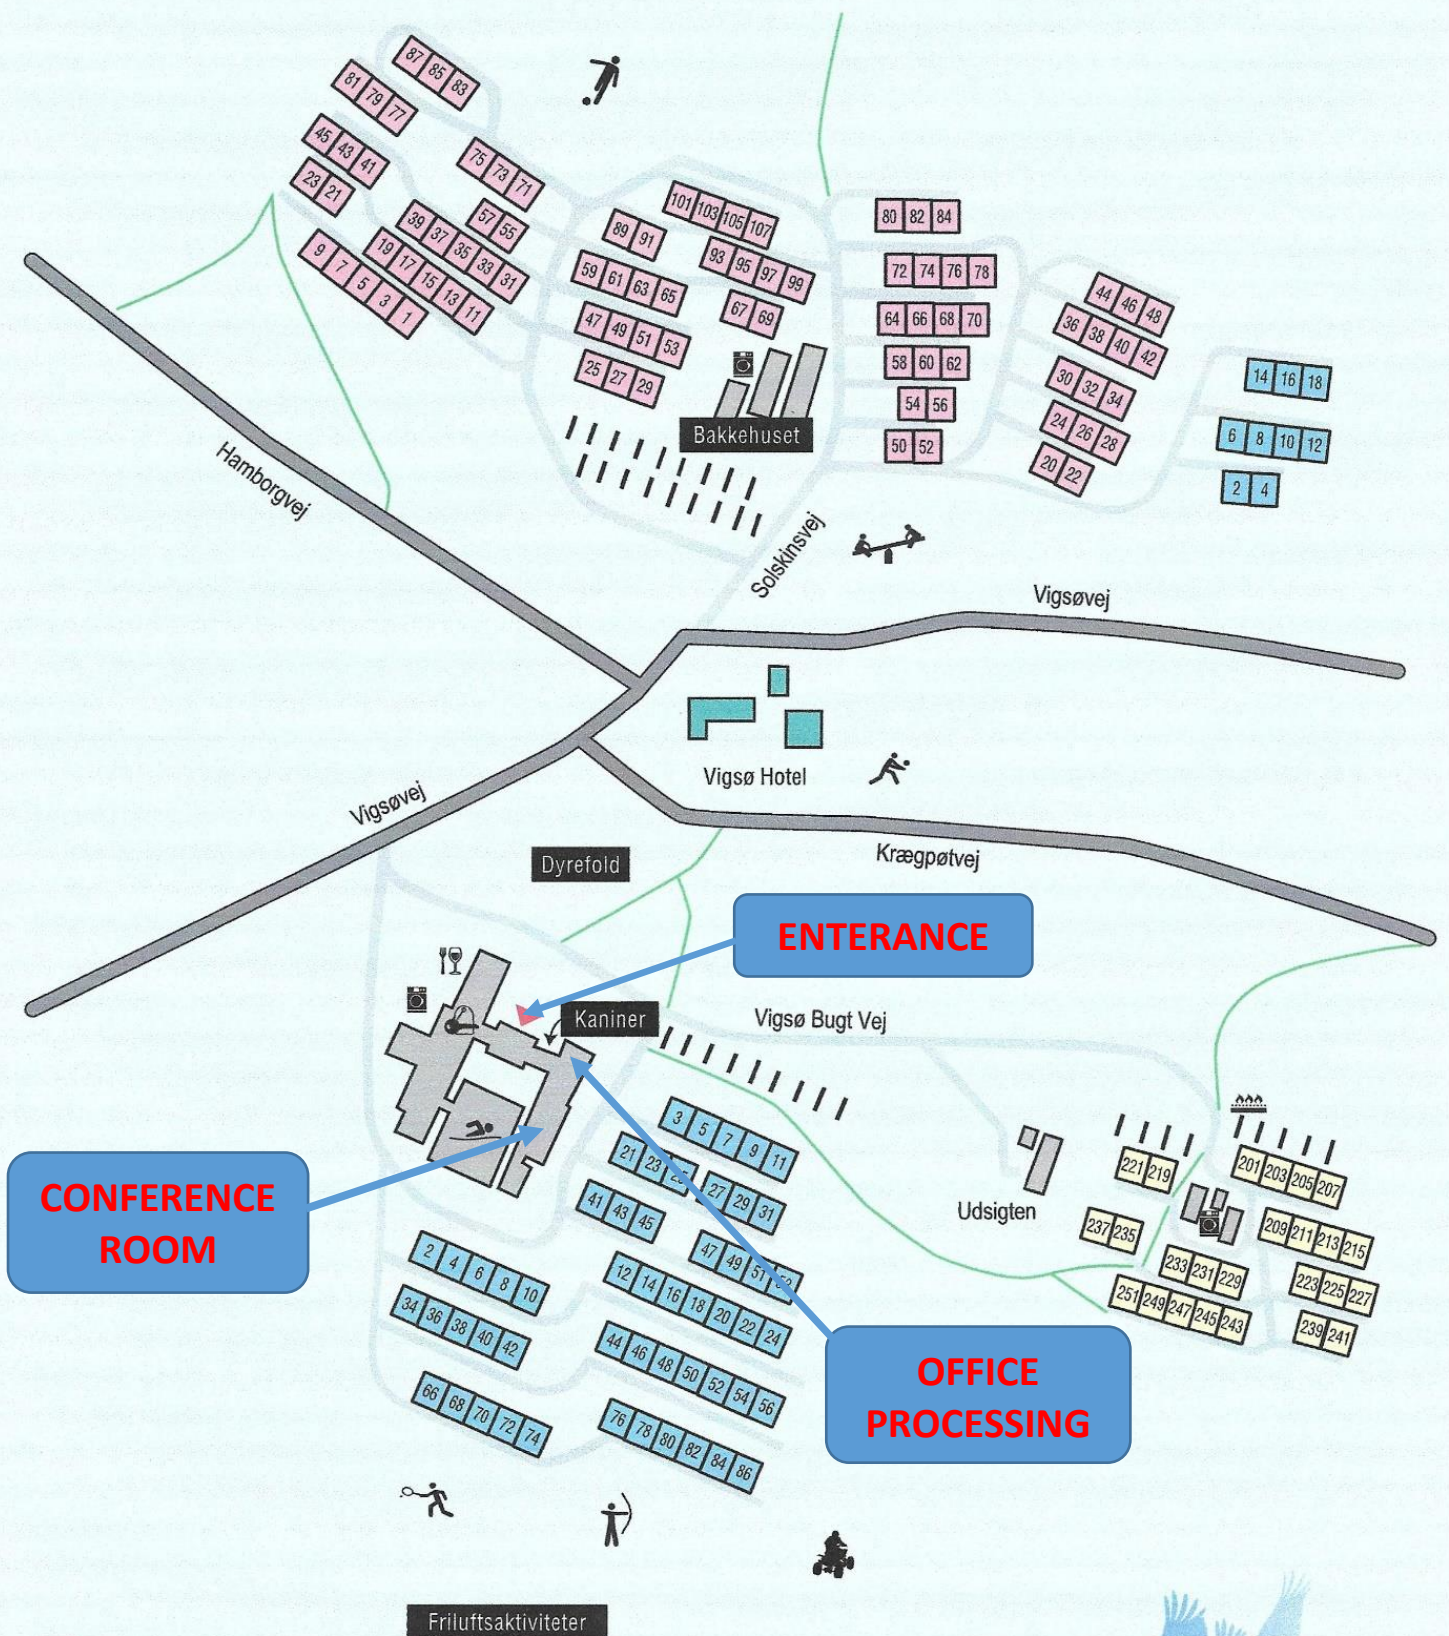 87 85 83
81 79 77
45 43 41
23 21
75 73 71
57 55
39 37 35 33 31
19 17 15 13 11
9 7 5 3 1
101 103 105 107
89 91
93 95 97 99
59 61 63 65
67 69
47 49 51 53
25 27 29
Bakkehuset
80 82 84
72 74 76 78
64 66 68 70
58 60 62
54 56
50 52
44 46 48
36 38 40 42
30 32 34
24 26 28
20 22
14 16 18
6 8 10 12
2 4
Hamborgvej
Solskinsvej
Vigsøvej
Vigsø Hotel
Vigsøvej
Krægpøtvej
Dyrefold
ENTERANCE
Kaniner
Vigsø Bugt Vej
CONFERENCE
ROOM
3 5 7 9 11
21 23 25
27 29 31
41 43 45
47 49 51 53
2 4 6 8 10
12 14 16 18 20 22 24
34 36 38 40 42
44 46 48 50 52 54 56
66 68 70 72 74
76 78 80 82 84 86
Udsigten
221 219
201 203 205 207
237 235
209 211 213 215
233 231 229
223 225 227
251 249 247 245 243
239 241
OFFICE
PROCESSING
Friluftsaktiviteter